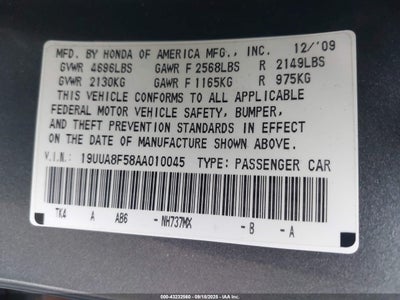 MFD. BY HONDA OF AMERICA MFG., INC. 12/'09
GVWR 4696LBS GAWR F 2568LBS R 2149LBS
GVWR 2130KG GAWR F 1165KG R 975KG
THIS VEHICLE CONFORMS TO ALL APPLICABLE
FEDERAL MOTOR VEHICLE SAFETY, BUMPER,
AND THEFT PREVENTION STANDARDS IN EFFECT
ON THE DATE OF MANUFACTURE SHOWN ABOVE.
V.I.N.: 19UUA8F58AA010045 TYPE: PASSENGER CAR
TK4 A AB6 -NH737MX -B -A
000-43232060 - 09/18/2025 - IAA Inc.